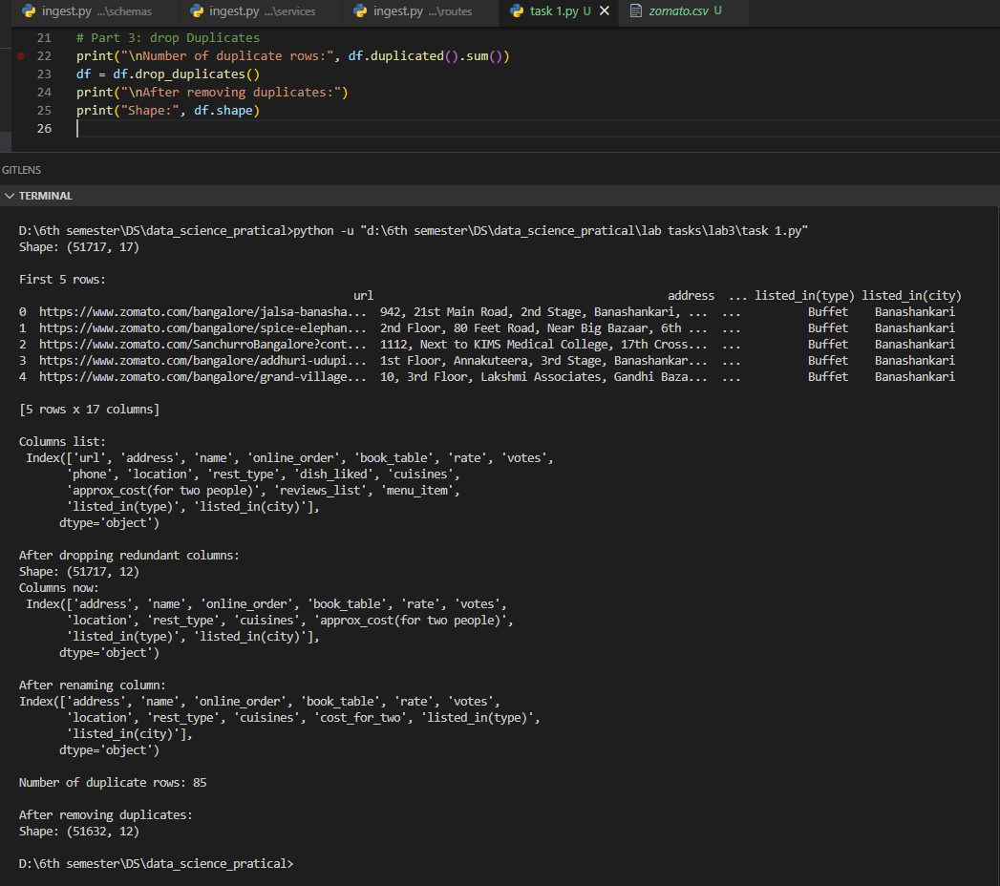 ingest.py ...\schemas ingest.py ...\services ingest.py ...\routes task 1.py U zomato.csv U
21 # Part 3: drop Duplicates
22 print("\nNumber of duplicate rows:", df.duplicated().sum())
23 df = df.drop_duplicates()
24 print("\nAfter removing duplicates:")
25 print("Shape:", df.shape)
26
GITLENS
TERMINAL
D:\6th semester\DS\data_science_pratical>python -u "d:\6th semester\DS\data_science_pratical\lab tasks\lab3\task 1.py"
Shape: (51717, 17)
First 5 rows:
url address ... listed_in(type) listed_in(city)
0 https://www.zomato.com/bangalore/jalsa-banasha... 942, 21st Main Road, 2nd Stage, Banashankari, ... ... Buffet Banashankari
1 https://www.zomato.com/bangalore/spice-elephan... 2nd Floor, 80 Feet Road, Near Big Bazaar, 6th ... ... Buffet Banashankari
2 https://www.zomato.com/SanchurroBangalore?cont... 1112, Next to KIMS Medical College, 17th Cross... ... Buffet Banashankari
3 https://www.zomato.com/bangalore/addhuri-udupi... 1st Floor, Annakuteera, 3rd Stage, Banashankar... ... Buffet Banashankari
4 https://www.zomato.com/bangalore/grand-village... 10, 3rd Floor, Lakshmi Associates, Gandhi Baza... ... Buffet Banashankari
[5 rows x 17 columns]
Columns list:
Index(['url', 'address', 'name', 'online_order', 'book_table', 'rate', 'votes',
'phone', 'location', 'rest_type', 'dish_liked', 'cuisines',
'approx_cost(for two people)', 'reviews_list', 'menu_item',
'listed_in(type)', 'listed_in(city)'],
dtype='object')
After dropping redundant columns:
Shape: (51717, 12)
Columns now:
Index(['address', 'name', 'online_order', 'book_table', 'rate', 'votes',
'location', 'rest_type', 'cuisines', 'approx_cost(for two people)',
'listed_in(type)', 'listed_in(city)'],
dtype='object')
After renaming column:
Index(['address', 'name', 'online_order', 'book_table', 'rate', 'votes',
'location', 'rest_type', 'cuisines', 'cost_for_two', 'listed_in(type)',
'listed_in(city)'],
dtype='object')
Number of duplicate rows: 85
After removing duplicates:
Shape: (51632, 12)
D:\6th semester\DS\data_science_pratical>